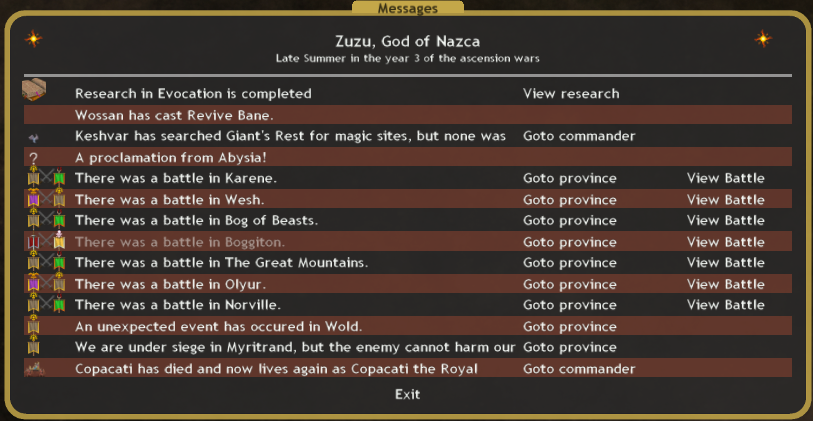 Messages
Zuzu, God of Nazca
Late Summer in the year 3 of the ascension wars
Research in Evocation is completed View research
Wossan has cast Revive Bane.
Keshvar has searched Giant's Rest for magic sites, but none was Goto commander
? A proclamation from Abysia!
There was a battle in Karene. Goto province View Battle
There was a battle in Wesh. Goto province View Battle
There was a battle in Bog of Beasts. Goto province View Battle
There was a battle in Boggiton. Goto province View Battle
There was a battle in The Great Mountains. Goto province View Battle
There was a battle in Olyur. Goto province View Battle
There was a battle in Norville. Goto province View Battle
An unexpected event has occured in Wold. Goto province
We are under siege in Myritrand, but the enemy cannot harm our Goto province
Copacati has died and now lives again as Copacati the Royal Goto commander
Exit